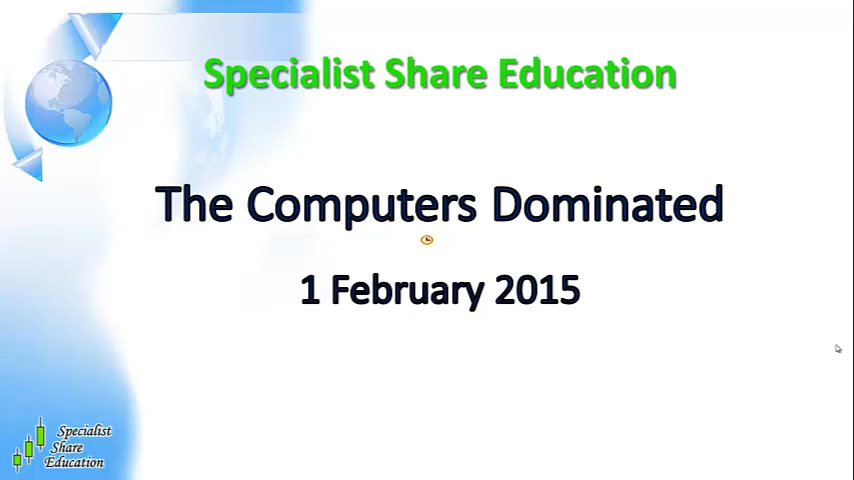 Specialist Share Education
The Computers Dominated
1 February 2015
Specialist
Share
Education